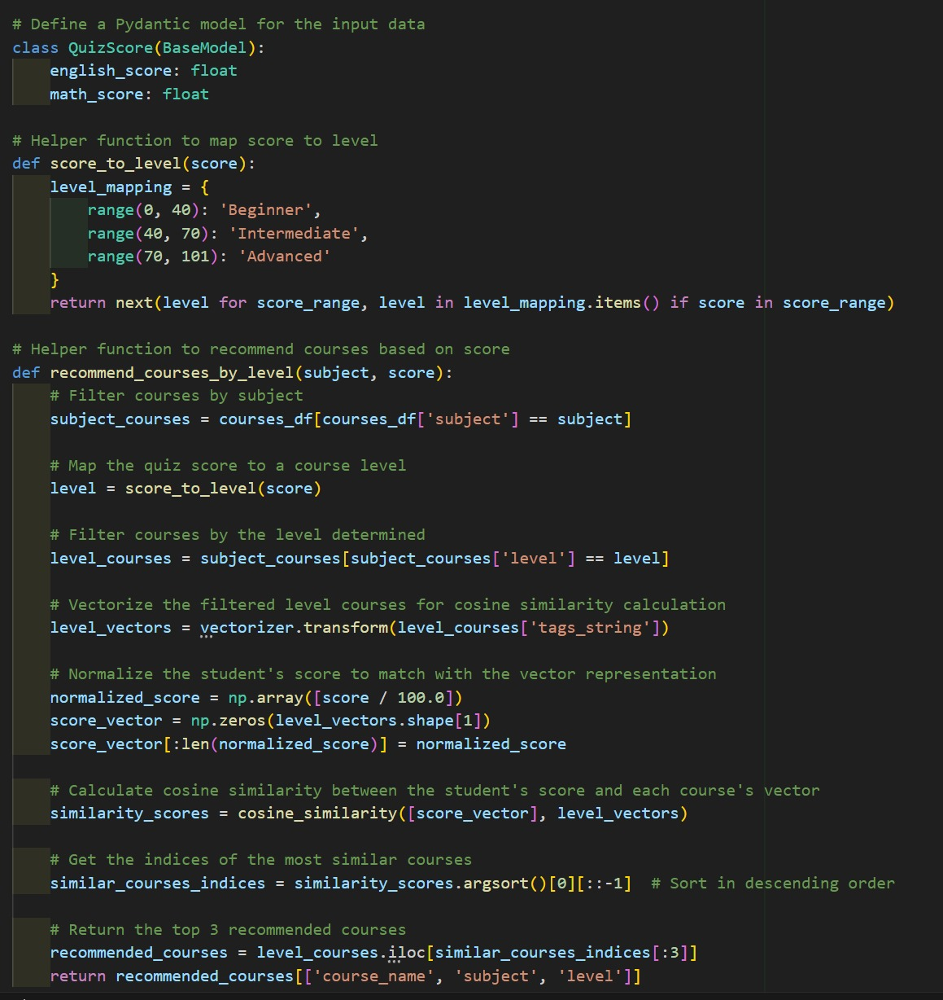 # Define a Pydantic model for the input data
class QuizScore(BaseModel):
    english_score: float
    math_score: float

# Helper function to map score to level
def score_to_level(score):
    level_mapping = {
        range(0, 40): 'Beginner',
        range(40, 70): 'Intermediate',
        range(70, 101): 'Advanced'
    }
    return next(level for score_range, level in level_mapping.items() if score in score_range)

# Helper function to recommend courses based on score
def recommend_courses_by_level(subject, score):
    # Filter courses by subject
    subject_courses = courses_df[courses_df['subject'] == subject]

    # Map the quiz score to a course level
    level = score_to_level(score)

    # Filter courses by the level determined
    level_courses = subject_courses[subject_courses['level'] == level]

    # Vectorize the filtered level courses for cosine similarity calculation
    level_vectors = vectorizer.transform(level_courses['tags_string'])

    # Normalize the student's score to match with the vector representation
    normalized_score = np.array([score / 100.0])
    score_vector = np.zeros(level_vectors.shape[1])
    score_vector[:len(normalized_score)] = normalized_score

    # Calculate cosine similarity between the student's score and each course's vector
    similarity_scores = cosine_similarity([score_vector], level_vectors)

    # Get the indices of the most similar courses
    similar_courses_indices = similarity_scores.argsort()[0][::-1]  # Sort in descending order

    # Return the top 3 recommended courses
    recommended_courses = level_courses.iloc[similar_courses_indices[:3]]
    return recommended_courses[['course_name', 'subject', 'level']]